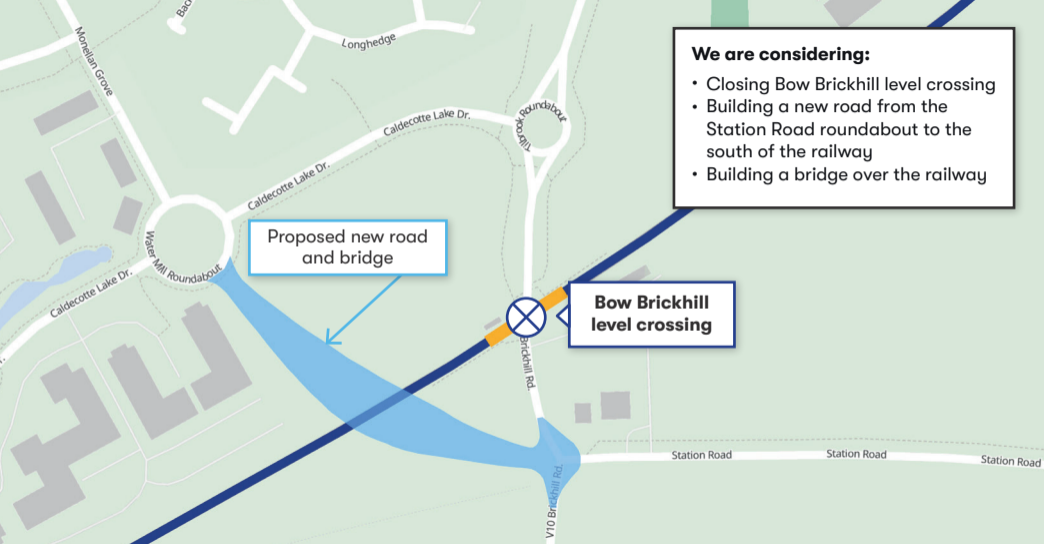 Bac
Monellan Grove
Longhedge
Caldecotte Lake Dr.
Tilbrook Roundabout
Caldecotte Lake Dr.
We are considering:
• Closing Bow Brickhill level crossing
• Building a new road from the
Station Road roundabout to the
south of the railway
• Building a bridge over the railway
Water Mill Roundabout
Proposed new road
and bridge
Caldecotte Lake Dr.
Bow Brickhill
level crossing
Brickhill Rd.
Station Road
Station Road
Station Road
V10 Brickhill Rd.